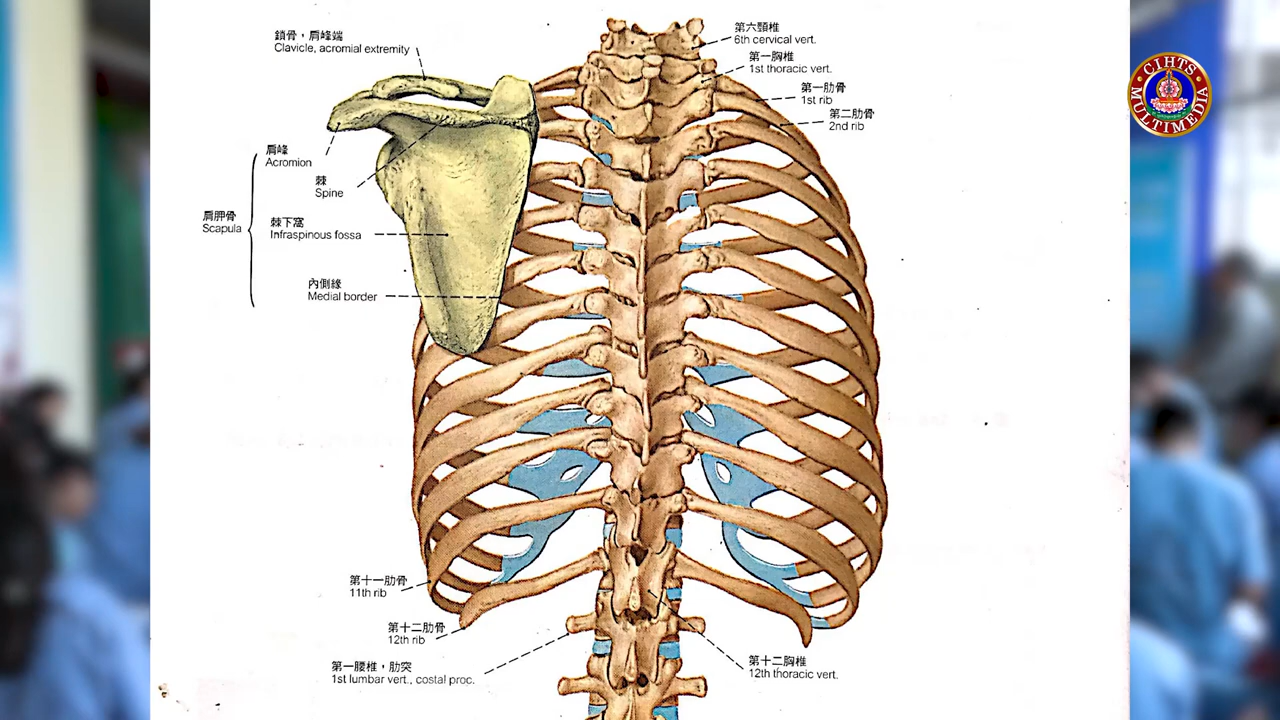 鎖骨，肩峰端
Clavicle, acromial extremity
第六頸椎
6th cervical vert.
第一胸椎
1st thoracic vert.
第一肋骨
1st rib
第二肋骨
2nd rib
CIHTS
MULTIMEDIA
肩峰
Acromion
棘
Spine
肩胛骨
Scapula
棘下窩
Infraspinous fossa
內側緣
Medial border
第十一肋骨
11th rib
第十二肋骨
12th rib
第一腰椎，肋突
1st lumbar vert., costal proc.
第十二胸椎
12th thoracic vert.